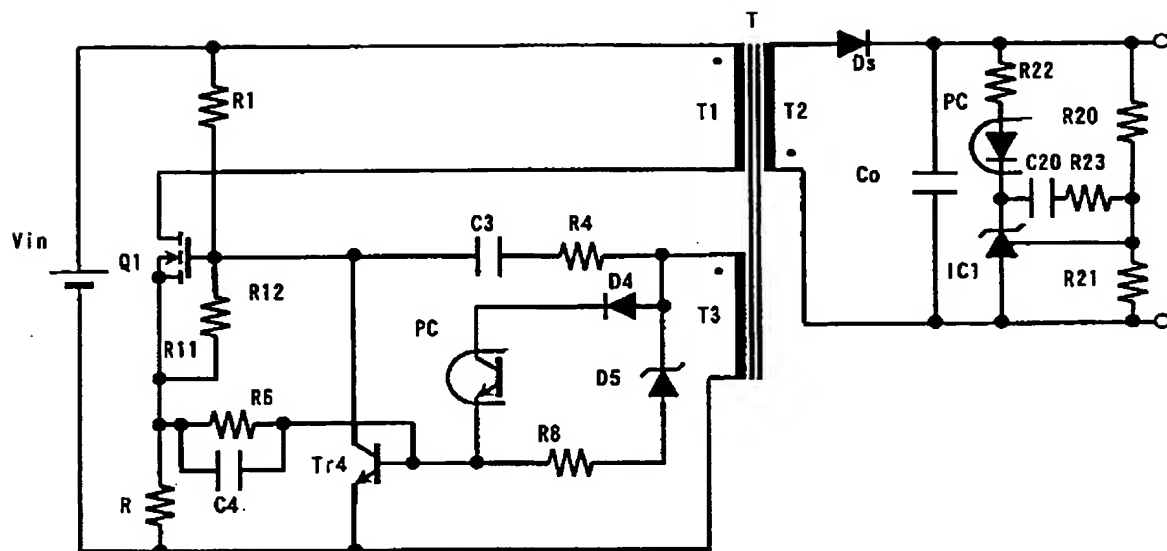 T
R1
T1
T2
Ds
R22
PC
R20
C20
R23
Co
Vin
Q1
C3
R4
IC1
R21
R12
D4
T3
R11
PC
D5
R6
R8
Tr4
R
C4